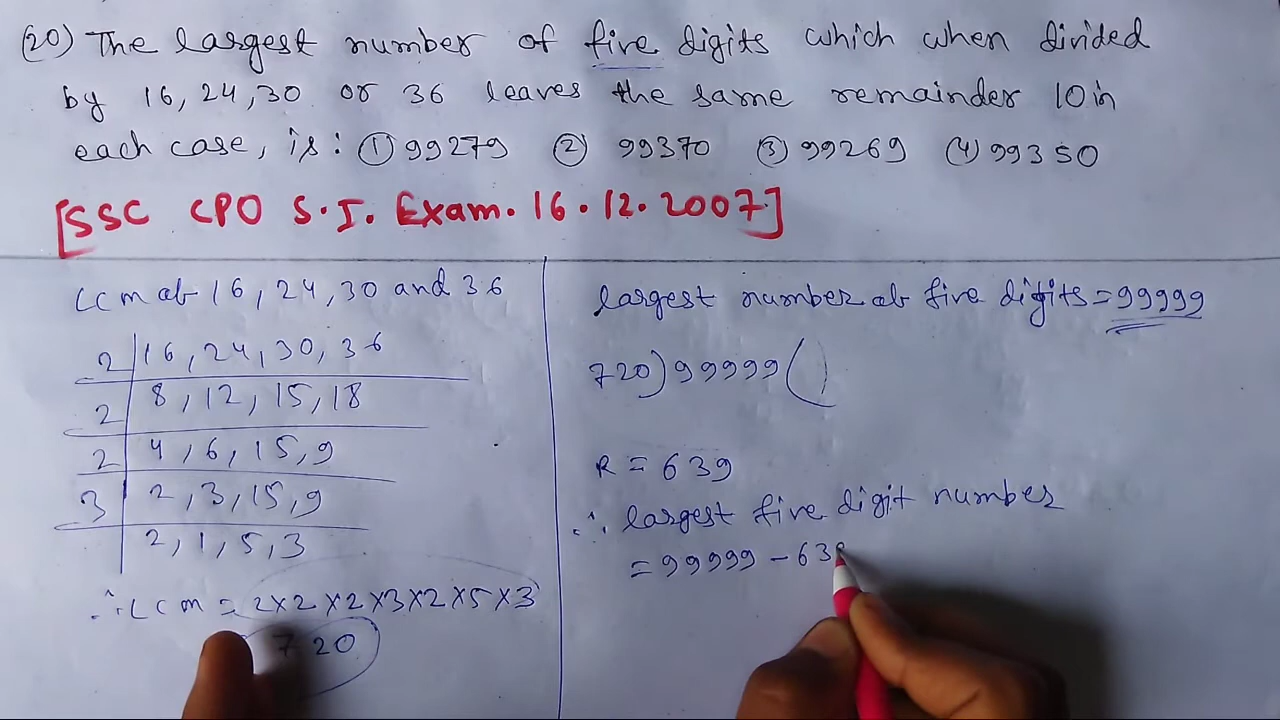 (20) The largest number of five digits which when divided
by 16, 24, 30 or 36 leaves the same remainder 10 in
each case, is: ① 99279 ② 99370 ③ 99269 (4) 99350
[SSC CPO S.I. Exam. 16.12.2007]
LCM of 16, 24, 30 and 36
2 | 16, 24, 30, 36
2 | 8, 12, 15, 18
2 | 4, 6, 15, 9
3 | 2, 3, 15, 9
2, 1, 5, 3
∴ LCM = 2×2×2×3×2×5×3
720
largest number of five digits = 99999
720)99999(
R = 639
∴ largest five digit number
= 99999 - 639